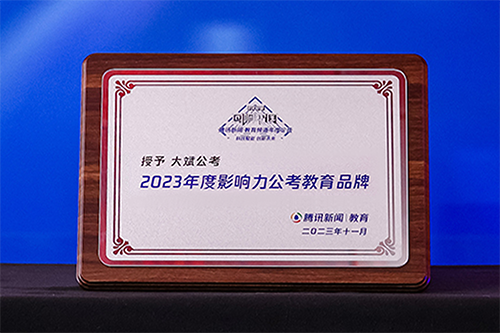 授予 大斌公考
2023年度影响力公考教育品牌
腾讯新闻|教育
二〇二三年十一月